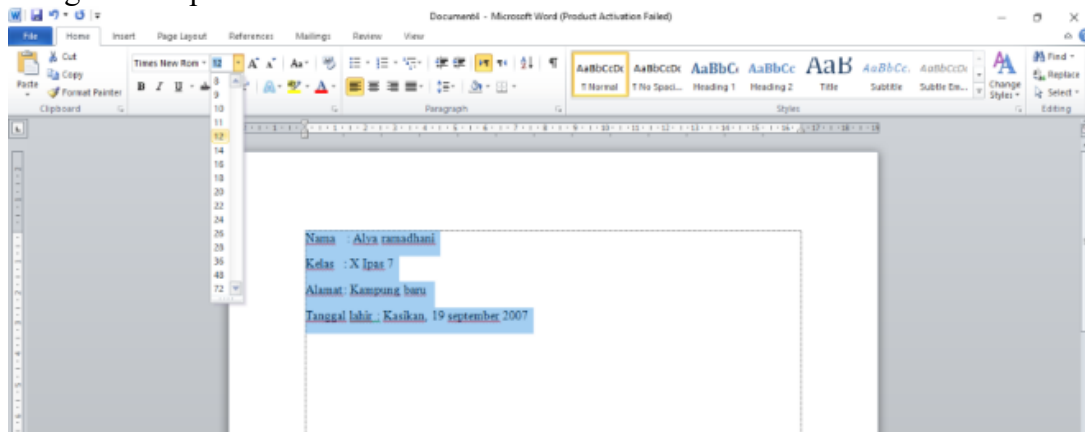 Document4 - Microsoft Word (Product Activation Failed)
File Home Insert Page Layout References Mailings Review View
Cut
Copy
Format Painter
Paste
Times New Rom 12
B I U
AaBbCcDc AaBbCcDc AaBbC AaBbCc AaB AaBbCc. AaBbCcDc
¶ Normal ¶ No Spaci... Heading 1 Heading 2 Title Subtitle Subtle Em...
Change
Styles
Find
Replace
Select
Clipboard Paragraph Styles Editing
8
9
10
11
12
14
16
18
20
22
24
26
28
36
48
72
Nama : Alya ramadhani
Kelas : X Ipas 7
Alamat: Kampung baru
Tanggal lahir : Kasikan, 19 september 2007